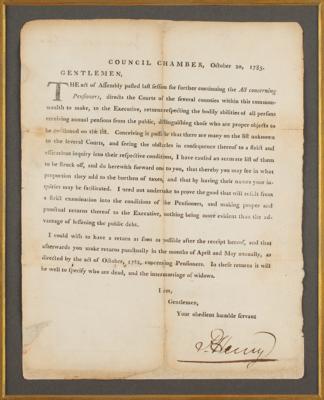 COUNCIL CHAMBER, October 20, 1785.
GENTLEMEN,
THE act of Assembly passed last session for further continuing the Act concerning
Pensioners, directs the Courts of the several counties within this common-
wealth to make, to the Executive, returns respecting the bodily abilities of all persons
receiving annual pensions from the public, distinguishing those who are proper objects to
be continued on the list. Conceiving it possible that there are many on the list unknown
to the several Courts, and seeing the obstacles in consequence thereof to a strict and
efficacious inquiry into their respective condition, I have caused an accurate list of them
to be struck off, and do herewith forward one to you, that thereby you may see in what
proportion they add to the burthen of taxes, and that by having their names your in-
quiries may be facilitated. I need not undertake to prove the good that will result from
a strict examination into the conditions of the Pensioners, and making proper and
punctual returns thereof to the Executive, nothing being more evident than the ad-
vantage of lessening the public debt.
I could wish to have a return as soon as possible after the receipt hereof, and that
afterwards you make returns punctually in the months of April and May annually, as
directed by the act of October, 1782, concerning Pensioners. In these returns it will
be well to specify who are dead, and the intermarriage of widows.
I am,
Gentlemen,
Your obedient humble servant
P. Henry